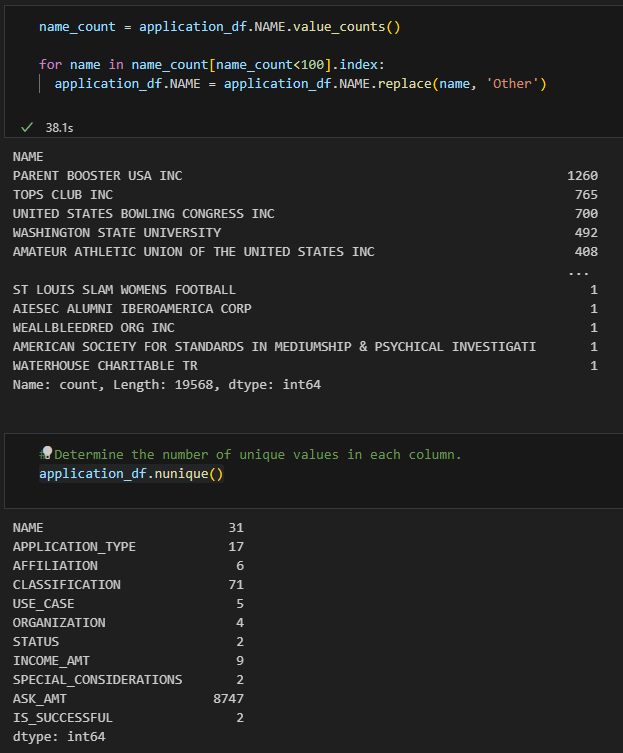 name_count = application_df.NAME.value_counts()
for name in name_count[name_count<100].index:
application_df.NAME = application_df.NAME.replace(name, 'Other')
38.1s
NAME
PARENT BOOSTER USA INC 1260
TOPS CLUB INC 765
UNITED STATES BOWLING CONGRESS INC 700
WASHINGTON STATE UNIVERSITY 492
AMATEUR ATHLETIC UNION OF THE UNITED STATES INC 408
...
ST LOUIS SLAM WOMENS FOOTBALL 1
AIESEC ALUMNI IBEROAMERICA CORP 1
WEALLBLEEDRED ORG INC 1
AMERICAN SOCIETY FOR STANDARDS IN MEDIUMSHIP & PSYCHICAL INVESTIGATI 1
WATERHOUSE CHARITABLE TR 1
Name: count, Length: 19568, dtype: int64
# Determine the number of unique values in each column.
application_df.nunique()
NAME 31
APPLICATION_TYPE 17
AFFILIATION 6
CLASSIFICATION 71
USE_CASE 5
ORGANIZATION 4
STATUS 2
INCOME_AMT 9
SPECIAL_CONSIDERATIONS 2
ASK_AMT 8747
IS_SUCCESSFUL 2
dtype: int64